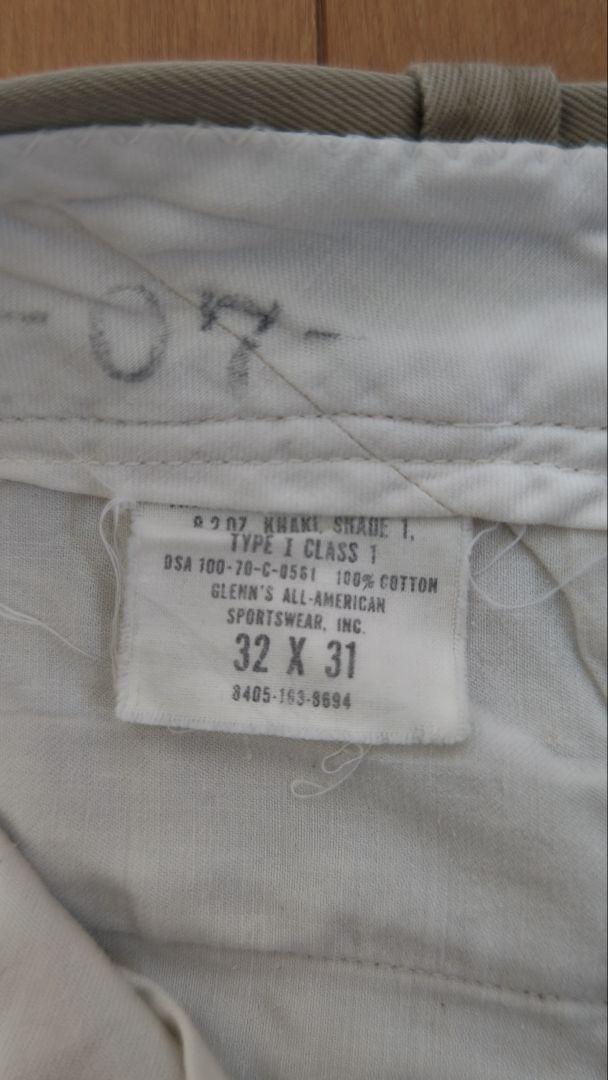 -07-
8.2 OZ. KHAKI, SHADE 1,
TYPE I CLASS 1
DSA 100-70-C-0561 100% COTTON
GLENN'S ALL-AMERICAN
SPORTSWEAR, INC.
32 X 31
8405-163-8694